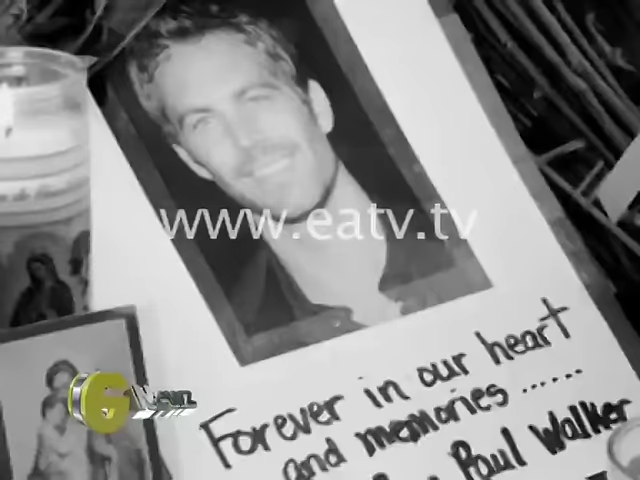 www.eatv.tv
Forever in our heart
and memories ......
Paul Walker